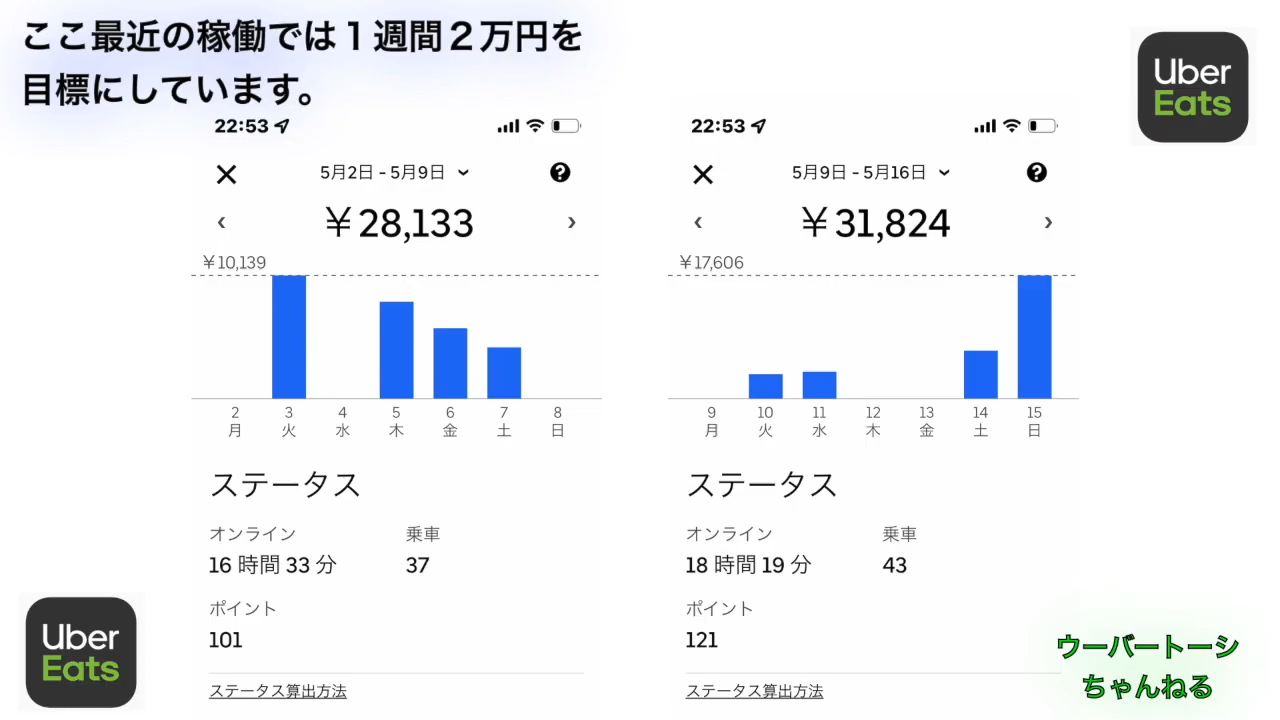 ここ最近の稼働では１週間２万円を
目標にしています。
Uber
Eats
22:53
5月2日 - 5月9日
￥28,133
￥10,139
2 3 4 5 6 7 8
月 火 水 木 金 土 日
ステータス
オンライン 乗車
16 時間 33 分 37
ポイント
101
ステータス算出方法
22:53
5月9日 - 5月16日
￥31,824
￥17,606
9 10 11 12 13 14 15
月 火 水 木 金 土 日
ステータス
オンライン 乗車
18 時間 19 分 43
ポイント
121
ステータス算出方法
Uber
Eats
ウーバートーシ
ちゃんねる